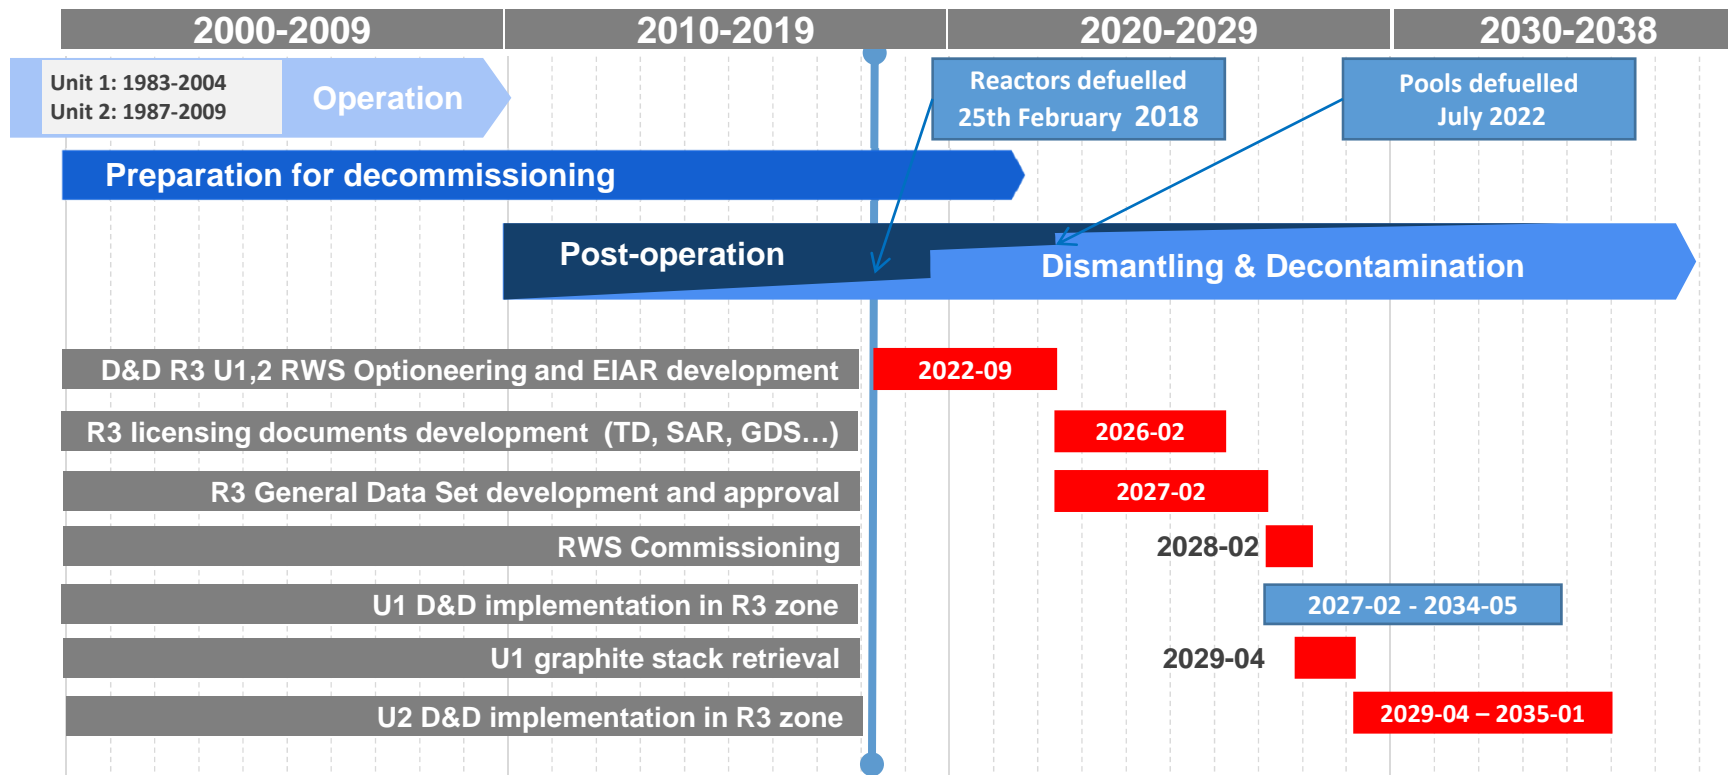 2000-2009
2010-2019
2020-2029
2030-2038
Unit 1: 1983-2004
Unit 2: 1987-2009
Operation
Reactors defuelled
25th February 2018
Pools defuelled
July 2022
Preparation for decommissioning
Post-operation
Dismantling & Decontamination
D&D R3 U1,2 RWS Optioneering and EIAR development
2022-09
R3 licensing documents development (TD, SAR, GDS…)
2026-02
R3 General Data Set development and approval
2027-02
RWS Commissioning
2028-02
U1 D&D implementation in R3 zone
2027-02 - 2034-05
U1 graphite stack retrieval
2029-04
U2 D&D implementation in R3 zone
2029-04 – 2035-01